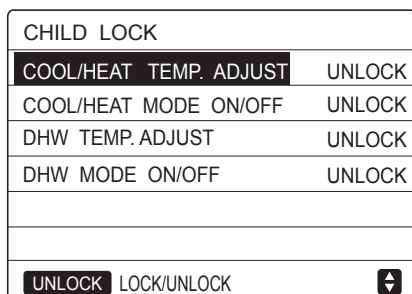 CHILD LOCK
COOL/HEAT TEMP. ADJUST UNLOCK
COOL/HEAT MODE ON/OFF UNLOCK
DHW TEMP. ADJUST UNLOCK
DHW MODE ON/OFF UNLOCK
UNLOCK LOCK/UNLOCK